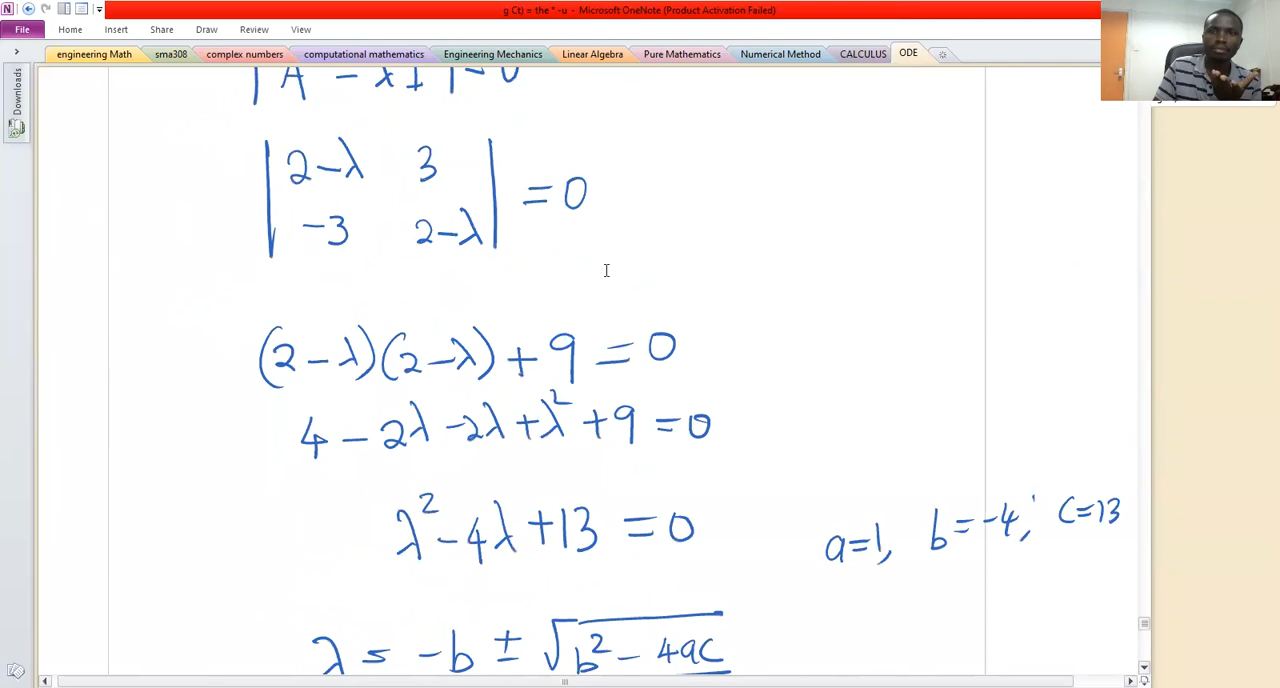 g Ct) = the * -u - Microsoft OneNote (Product Activation Failed)
File Home Insert Share Draw Review View
engineering Math sma308 complex numbers computational mathematics Engineering Mechanics Linear Algebra Pure Mathematics Numerical Method CALCULUS ODE
Downloads
|A - λI| = 0
2-λ 3
= 0
-3 2-λ
(2-λ)(2-λ) + 9 = 0
4 - 2λ - 2λ + λ² + 9 = 0
λ² - 4λ + 13 = 0
a=1, b=-4; c=13
λ = -b ± √b² - 4ac